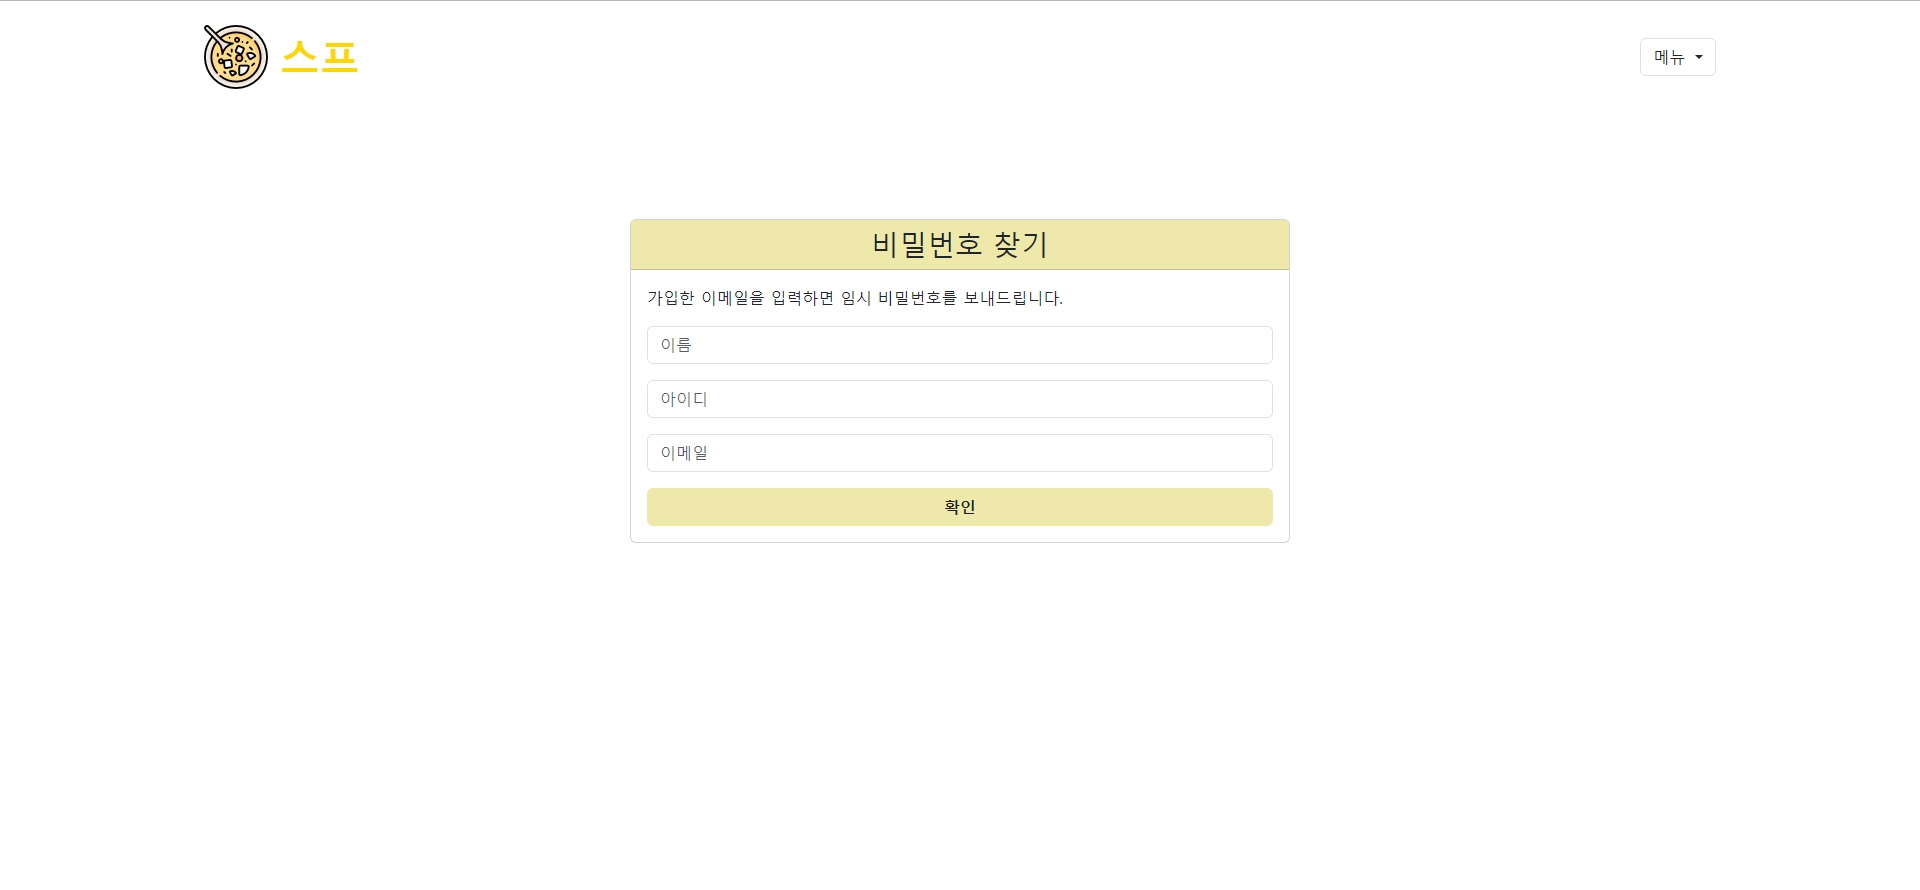 스프
메뉴
비밀번호 찾기
가입한 이메일을 입력하면 임시 비밀번호를 보내드립니다.
이름
아이디
이메일
확인